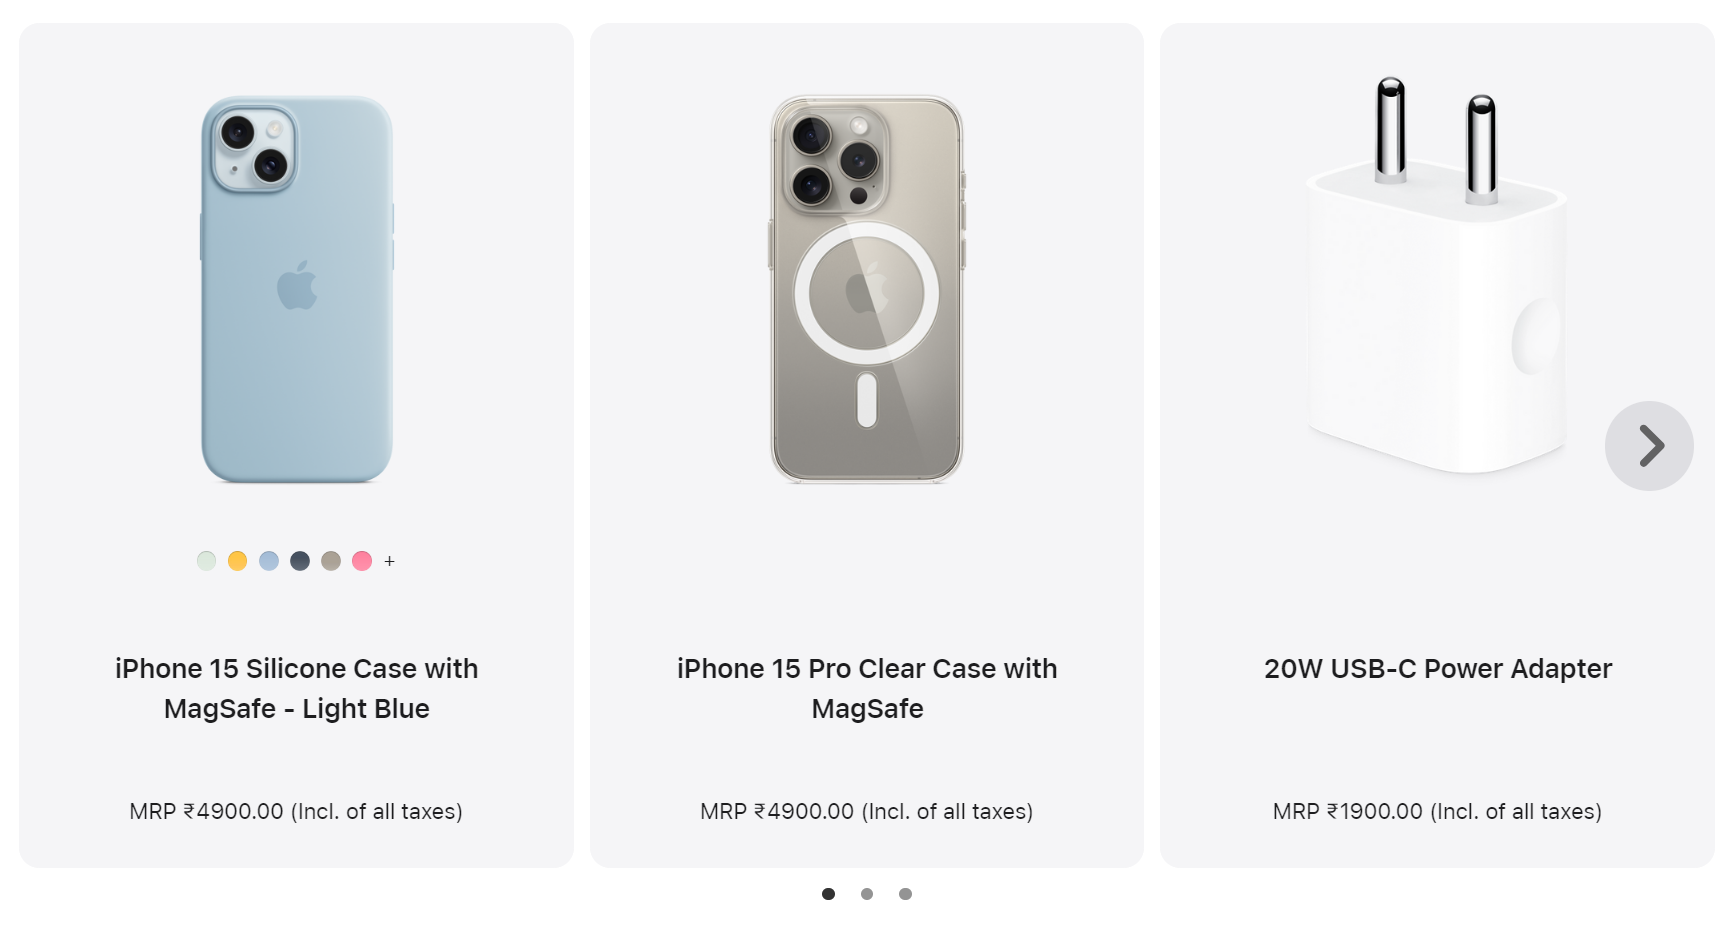 +
iPhone 15 Silicone Case with
MagSafe - Light Blue
MRP ₹4900.00 (Incl. of all taxes)
iPhone 15 Pro Clear Case with
MagSafe
MRP ₹4900.00 (Incl. of all taxes)
20W USB-C Power Adapter
MRP ₹1900.00 (Incl. of all taxes)